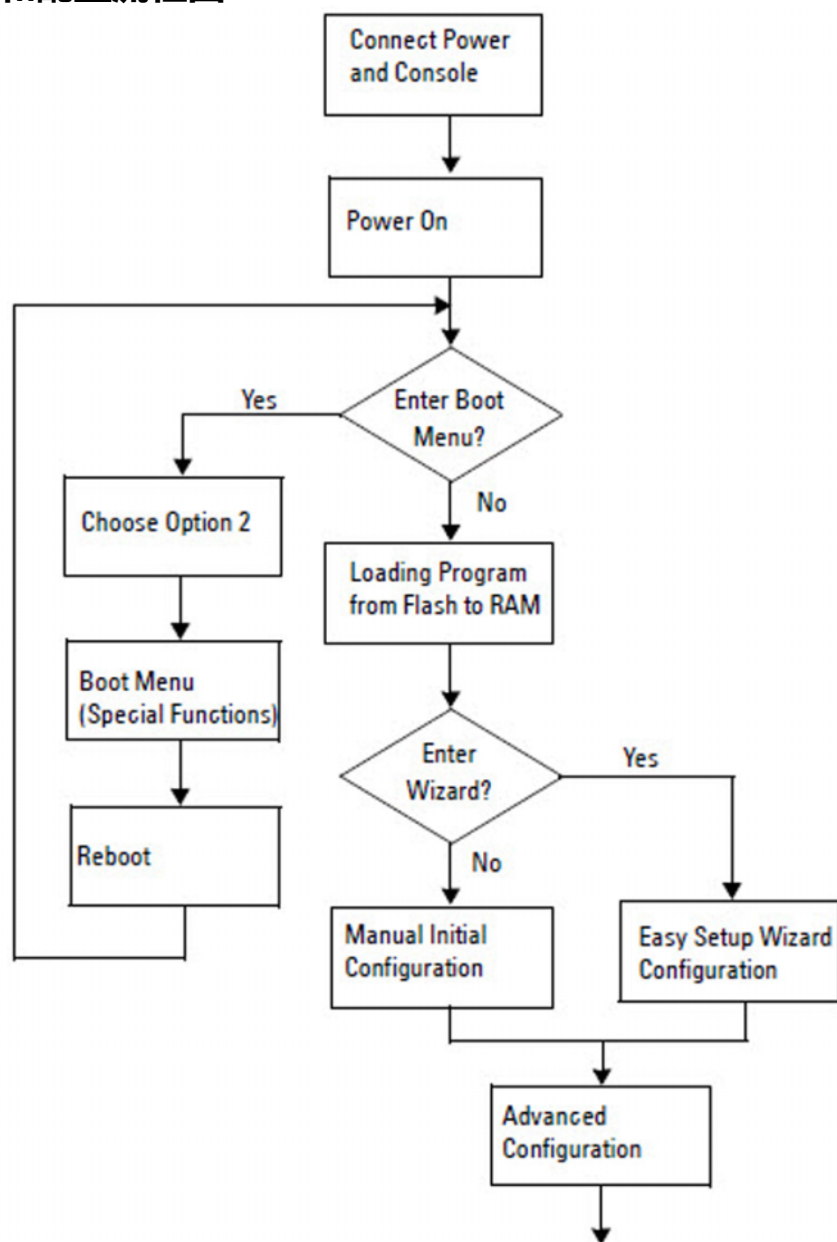 Connect Power
and Console
Power On
Enter Boot
Menu?
Yes
No
Choose Option 2
Loading Program
from Flash to RAM
Boot Menu
(Special Functions)
Enter
Wizard?
Yes
No
Reboot
Manual Initial
Configuration
Easy Setup Wizard
Configuration
Advanced
Configuration